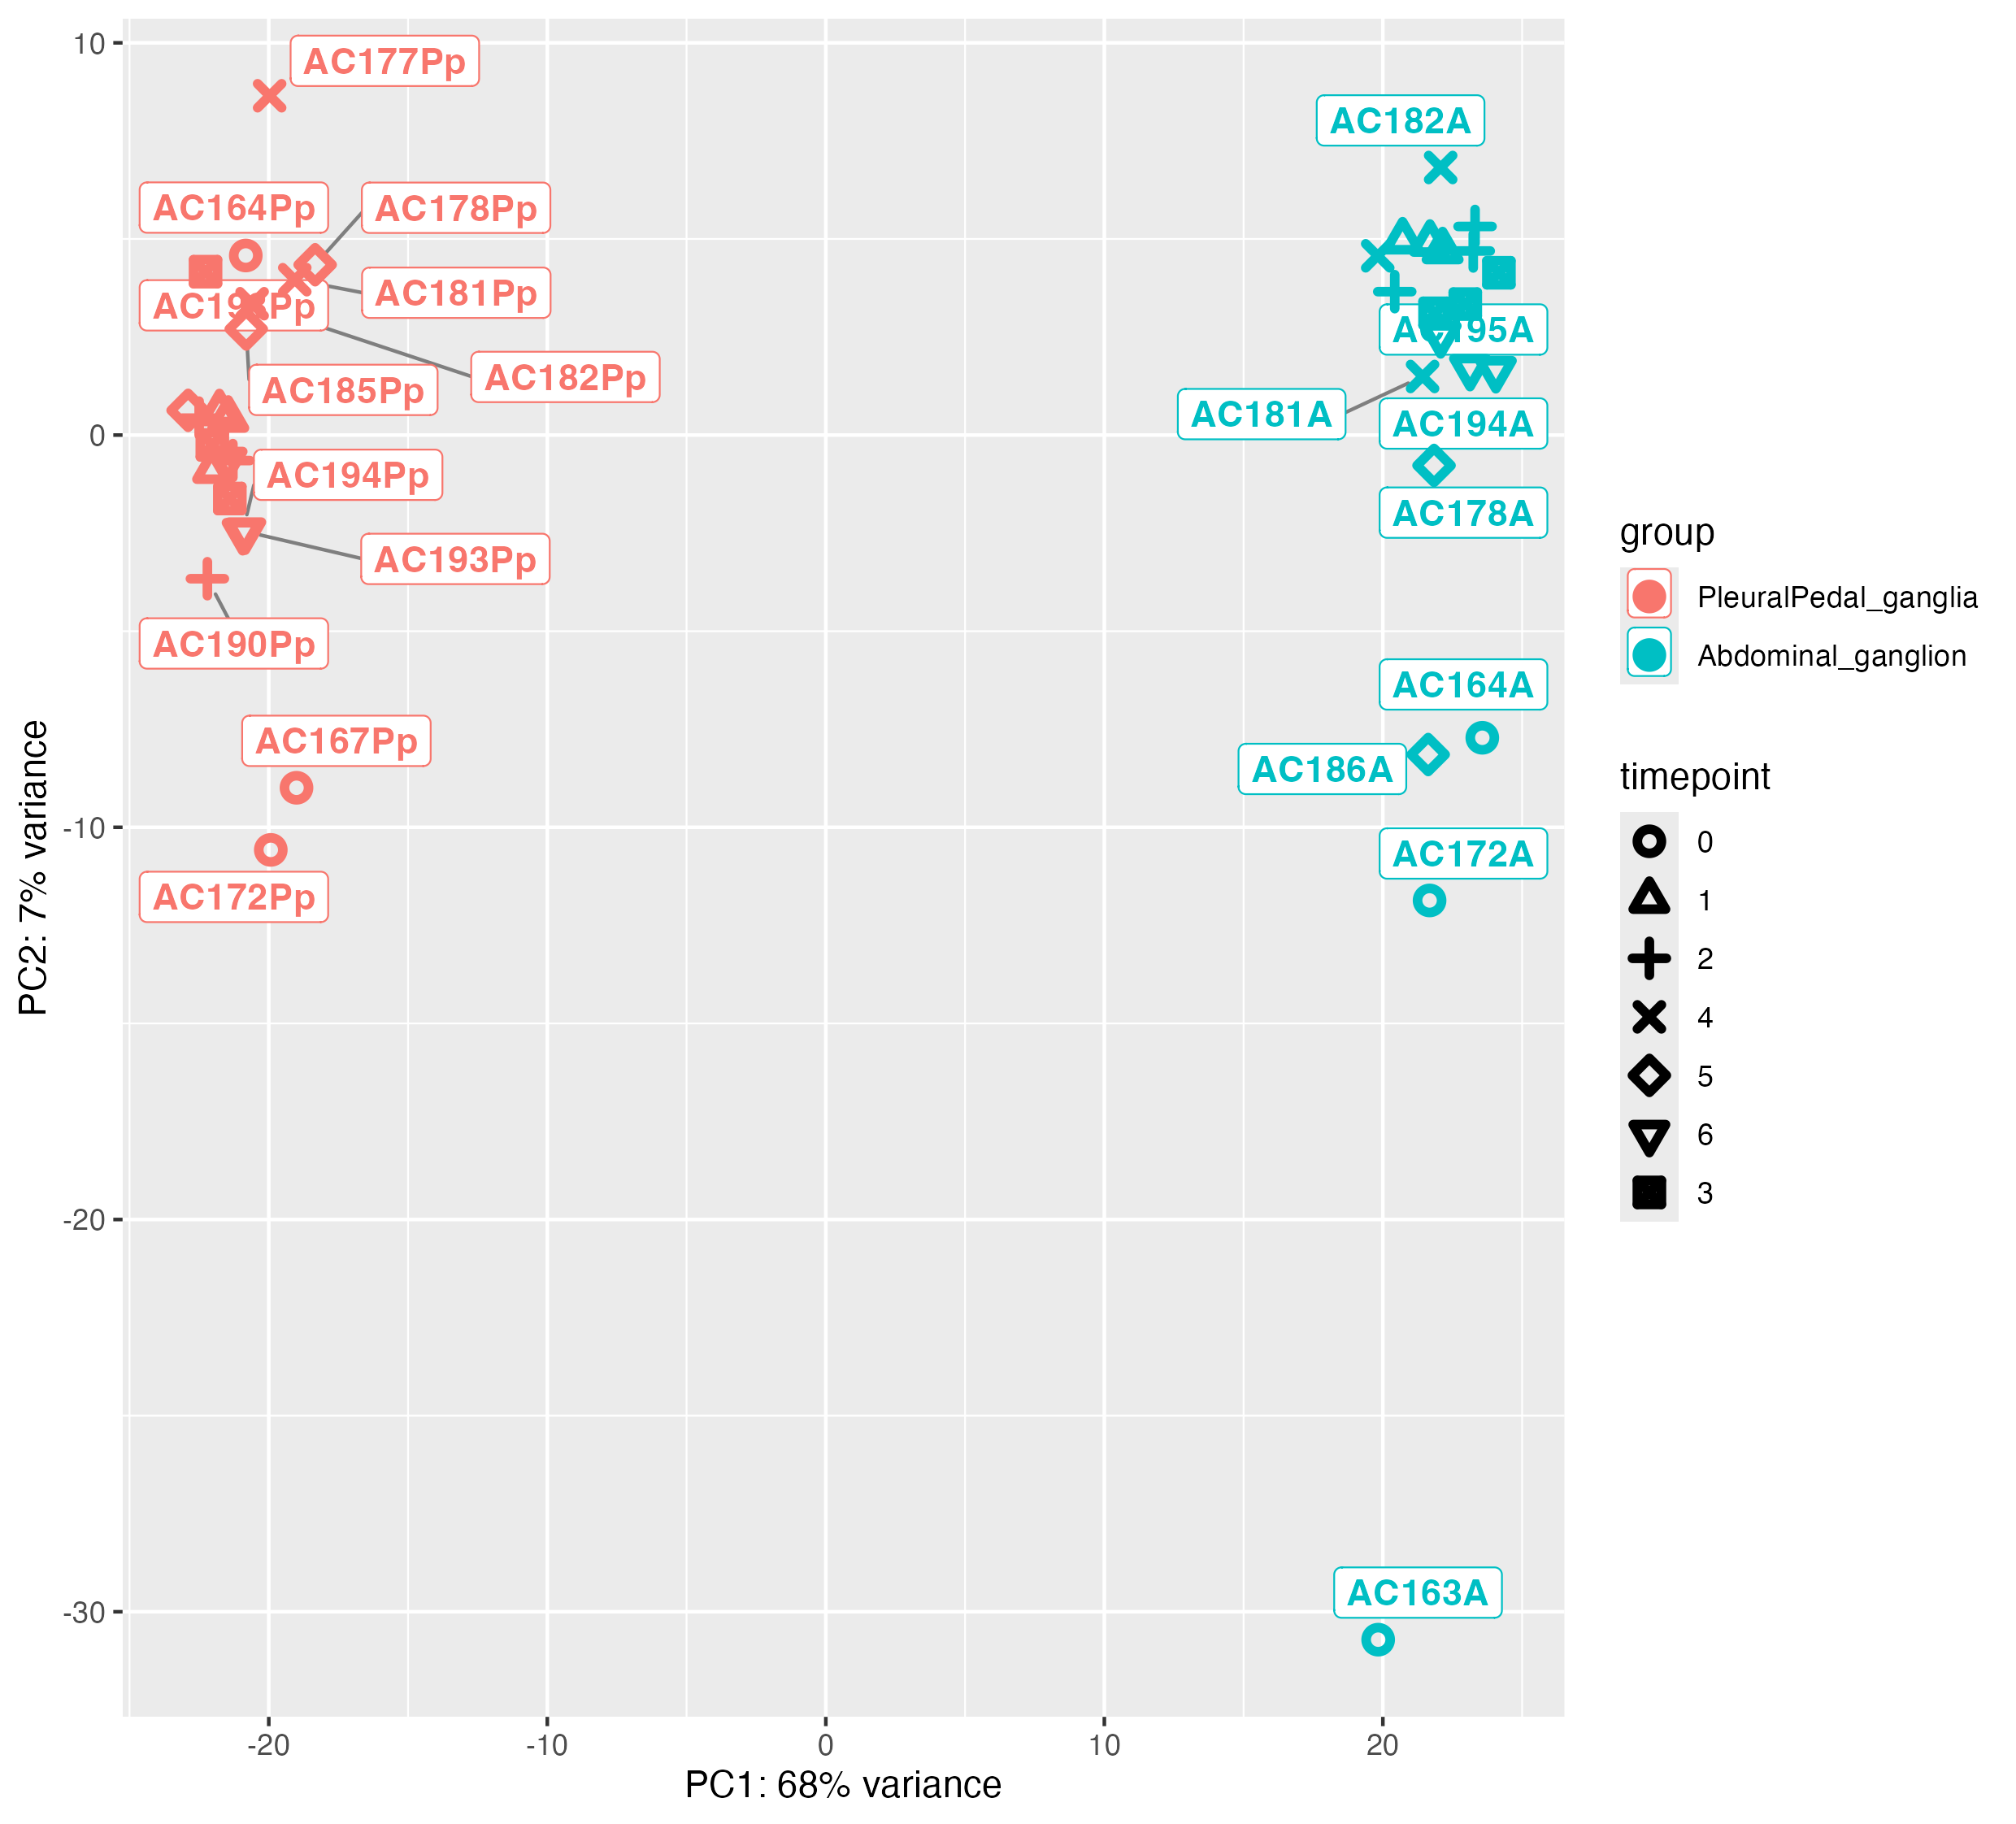 10
AC177Pp
AC182A
AC164Pp
AC178Pp
AC181Pp
AC195A
AC182Pp
AC185Pp
AC181A
AC194A
0
AC194Pp
AC178A
AC193Pp
AC190Pp
AC164A
AC167Pp
AC186A
-10
AC172A
AC172Pp
-20
AC163A
-30
-20
-10
0
10
20
PC1: 68% variance
PC2: 7% variance
group
PleuralPedal_ganglia
Abdominal_ganglion
timepoint
0
1
2
4
5
6
3